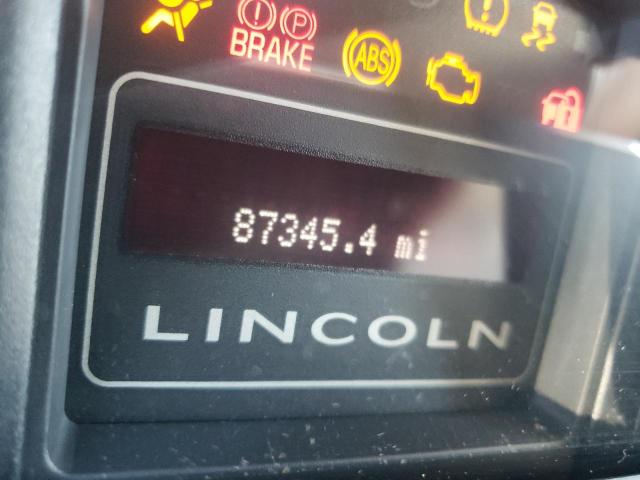 (!) (P)
BRAKE
ABS
!
87345.4 mi
LINCOLN